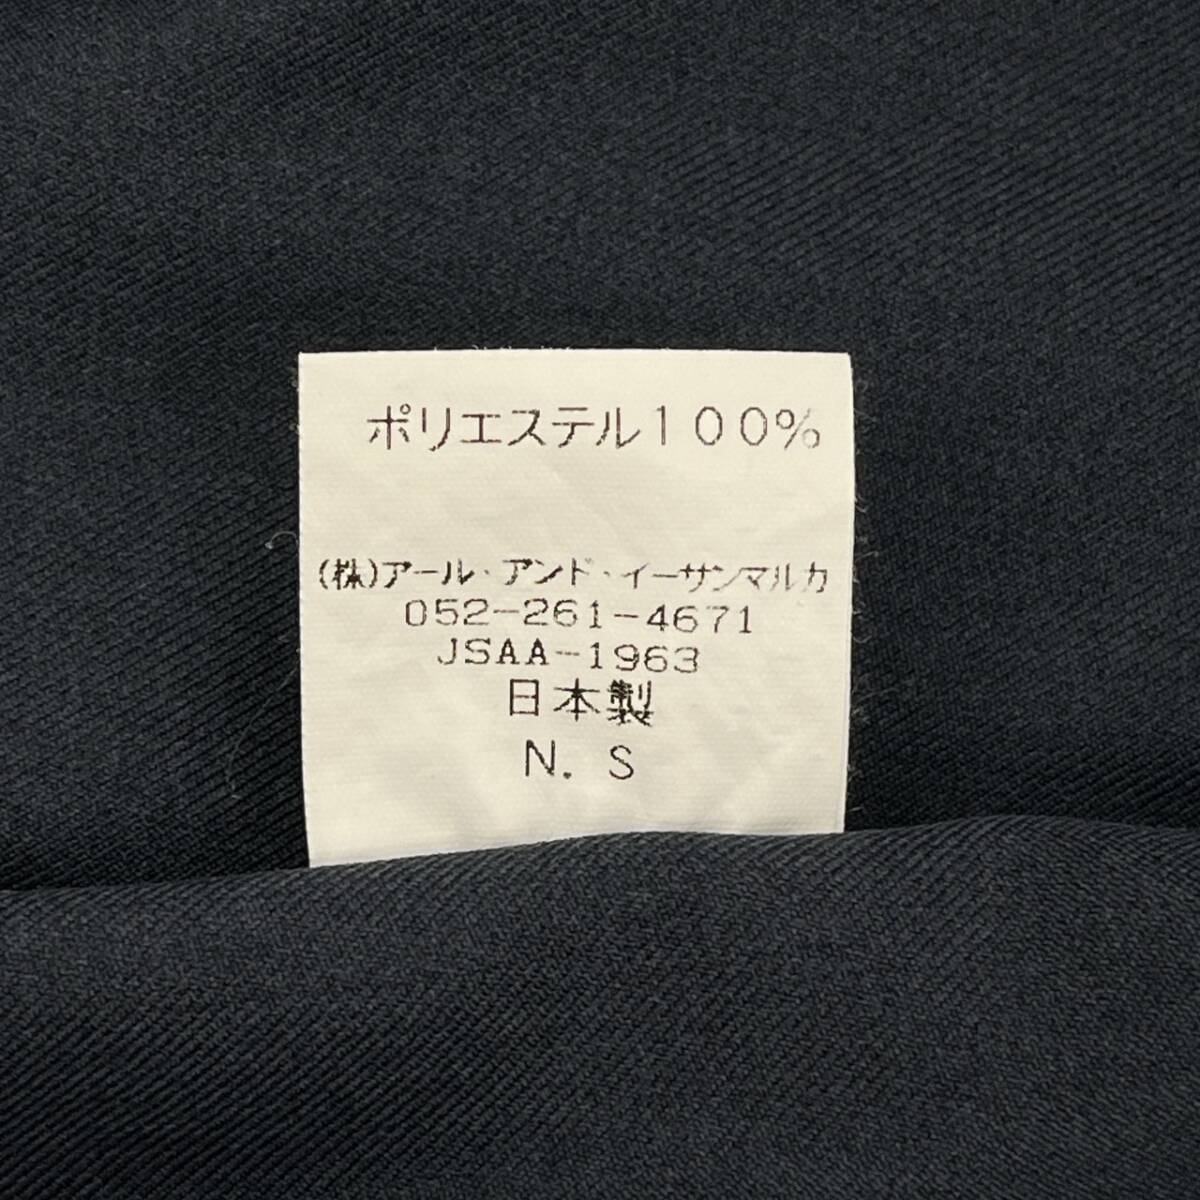 ポリエステル100%
(株)アール・アンド・イーサンマルカ
052-261-4671
JSAA-1963
日本製
N. S